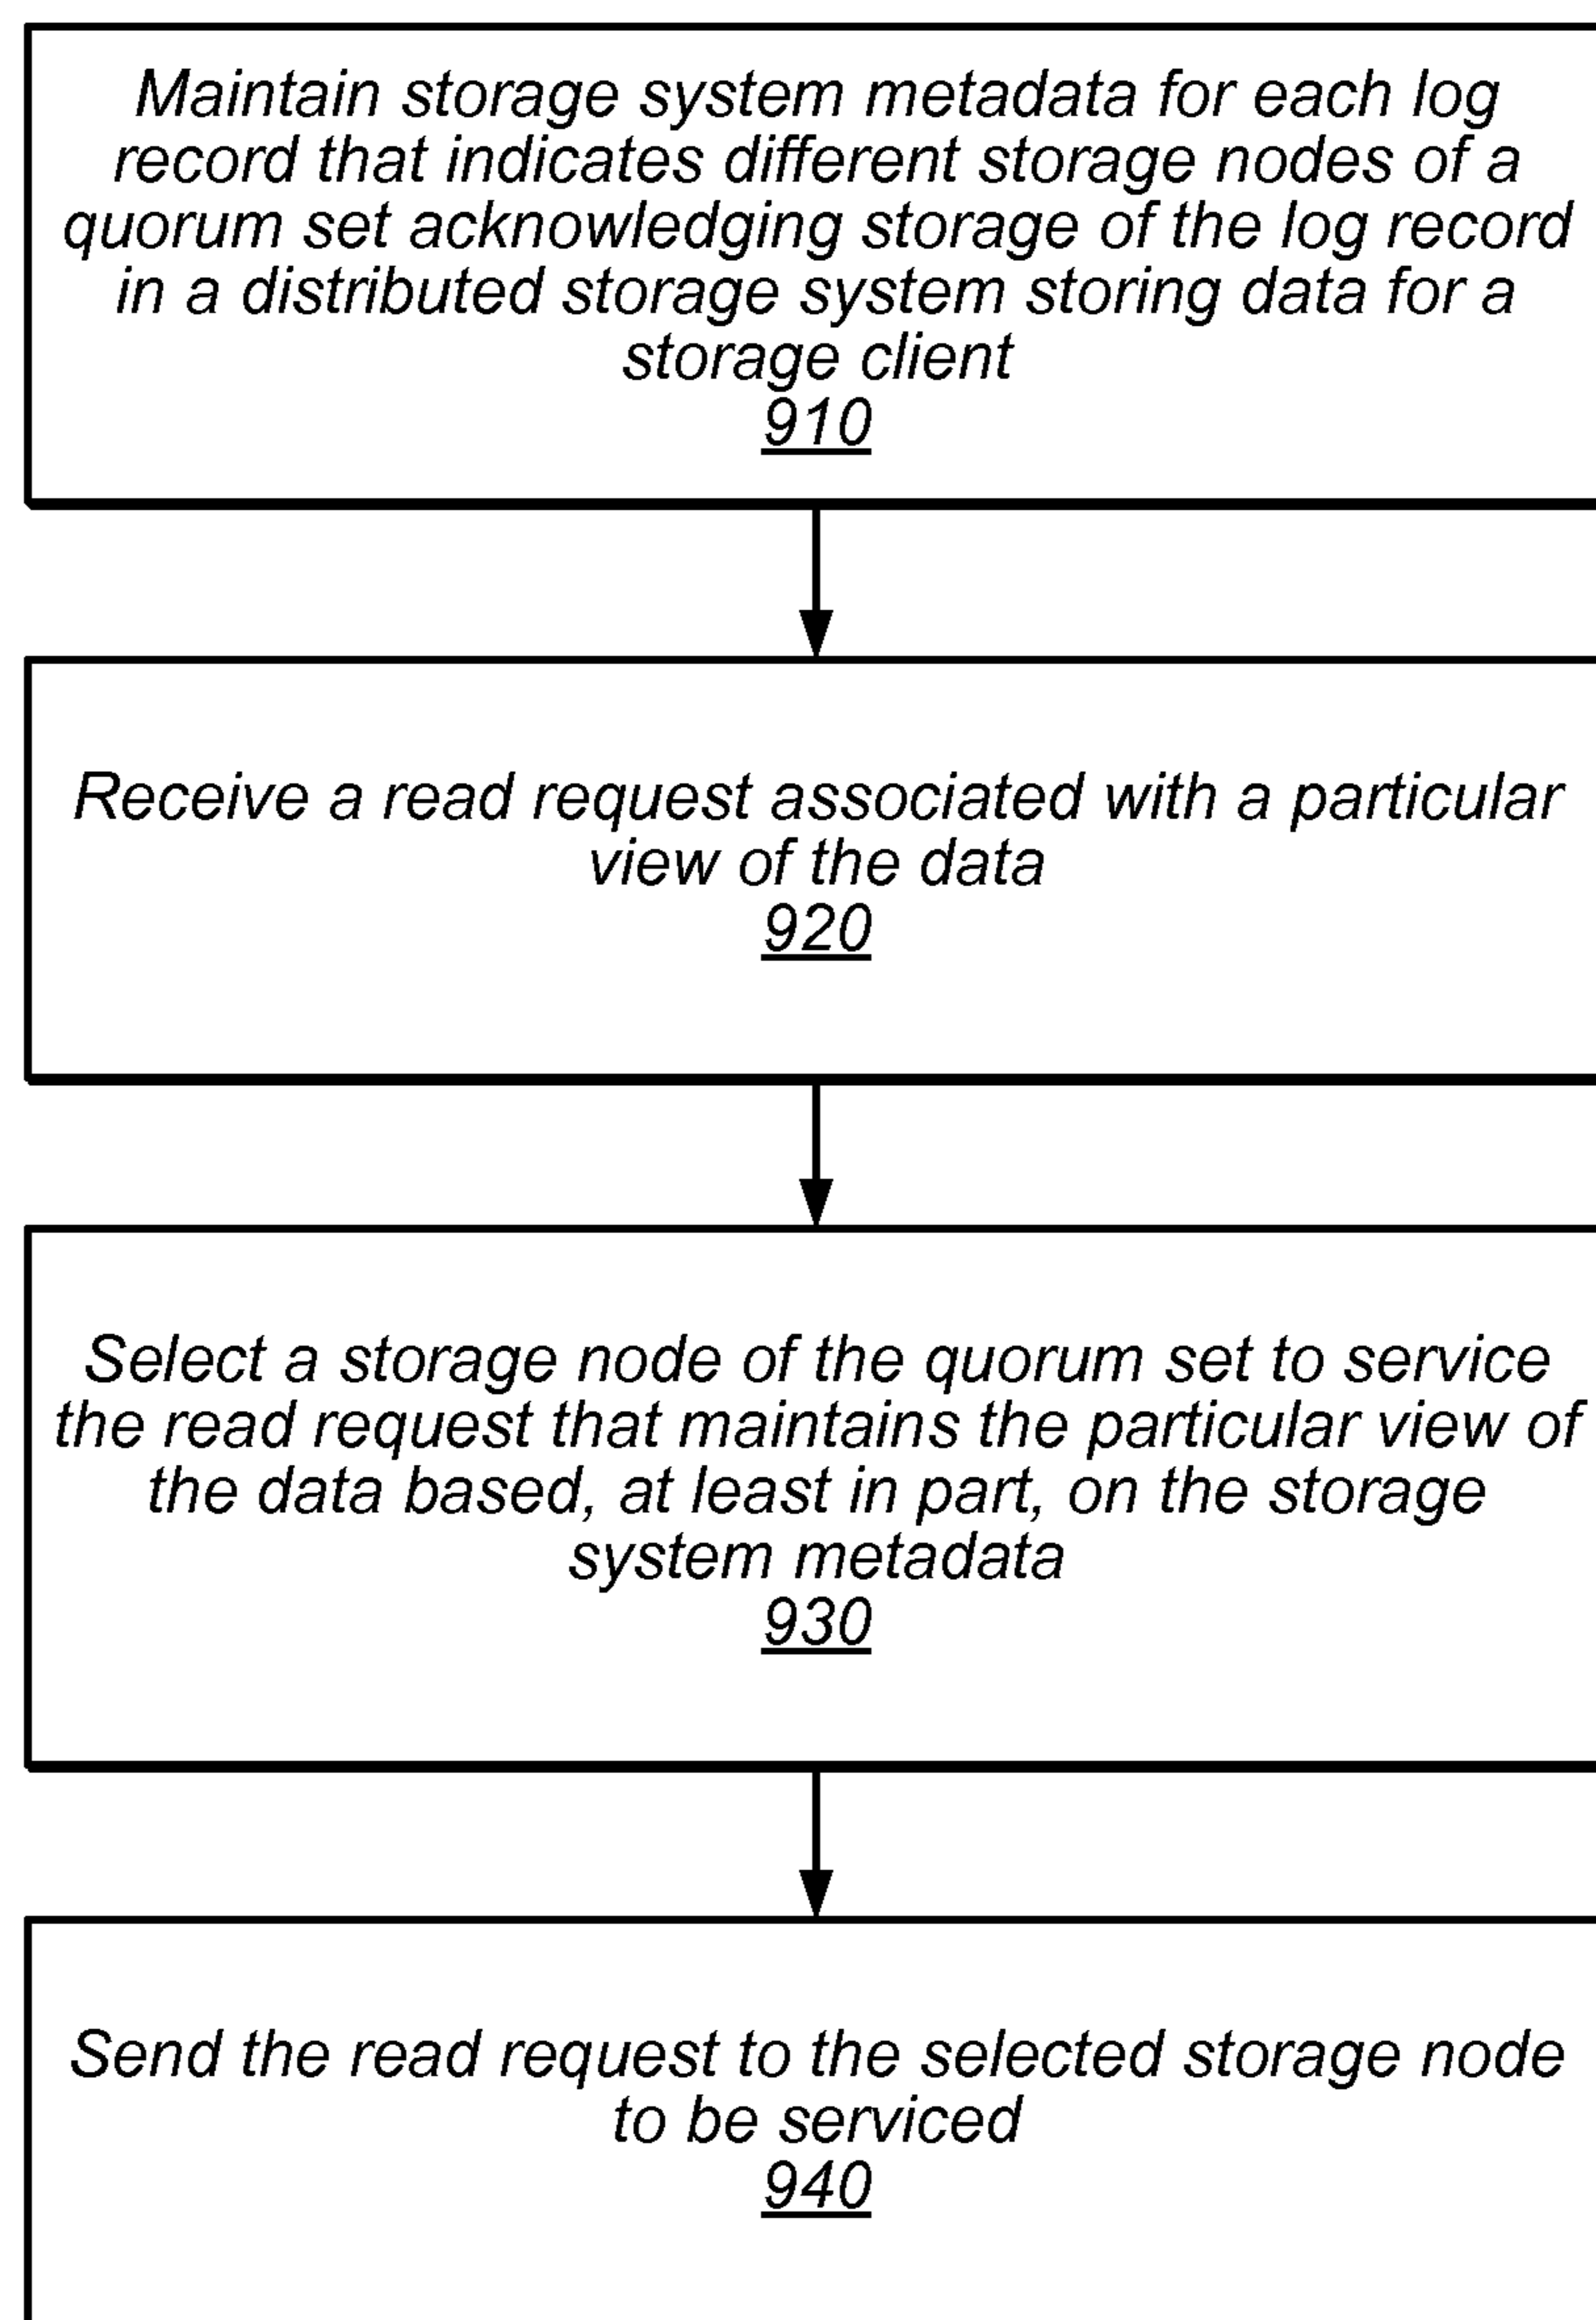 Maintain storage system metadata for each log
record that indicates different storage nodes of a
quorum set acknowledging storage of the log record
in a distributed storage system storing data for a
storage client
910
Receive a read request associated with a particular
view of the data
920
Select a storage node of the quorum set to service
the read request that maintains the particular view of
the data based, at least in part, on the storage
system metadata
930
Send the read request to the selected storage node
to be serviced
940